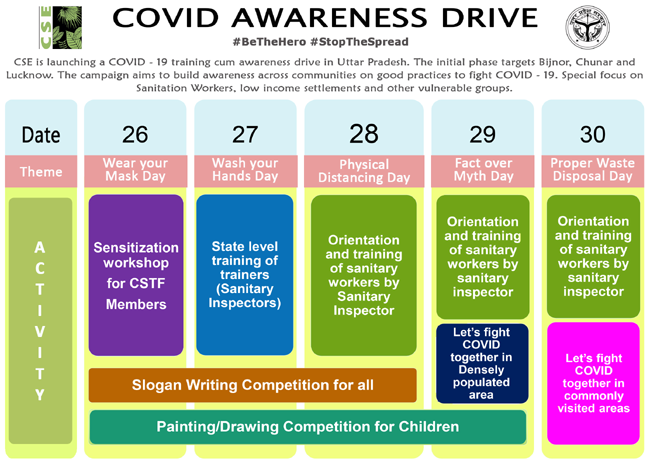 CSE
COVID AWARENESS DRIVE
#BeTheHero #StopTheSpread
CSE is launching a COVID - 19 training cum awareness drive in Uttar Pradesh. The initial phase targets Bijnor, Chunar and
Lucknow. The campaign aims to build awareness across communities on good practices to fight COVID - 19. Special focus on
Sanitation Workers, low income settlements and other vulnerable groups.
Date
26
27
28
29
30
Theme
Wear your
Mask Day
Wash your
Hands Day
Physical
Distancing Day
Fact over
Myth Day
Proper Waste
Disposal Day
ACTIVITY
Sensitization
workshop
for CSTF
Members
State level
training of
trainers
(Sanitary
Inspectors)
Orientation
and training
of sanitary
workers by
Sanitary
Inspector
Orientation
and training
of sanitary
workers by
sanitary
inspector
Orientation
and training
of sanitary
workers by
sanitary
inspector
Let's fight
COVID
together in
Densely
populated
area
Let's fight
COVID
together in
commonly
visited areas
Slogan Writing Competition for all
Painting/Drawing Competition for Children